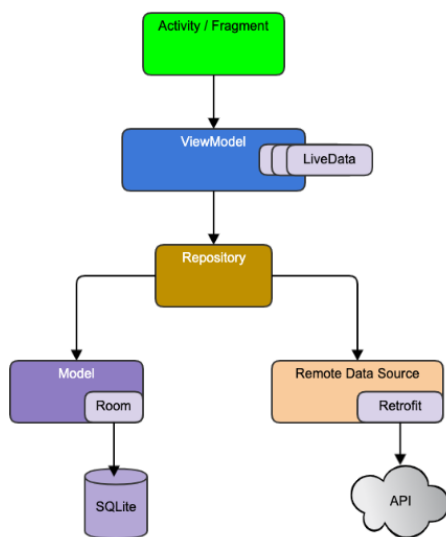 Activity / Fragment
ViewModel
LiveData
Repository
Model
Room
Remote Data Source
Retrofit
SQLite
API